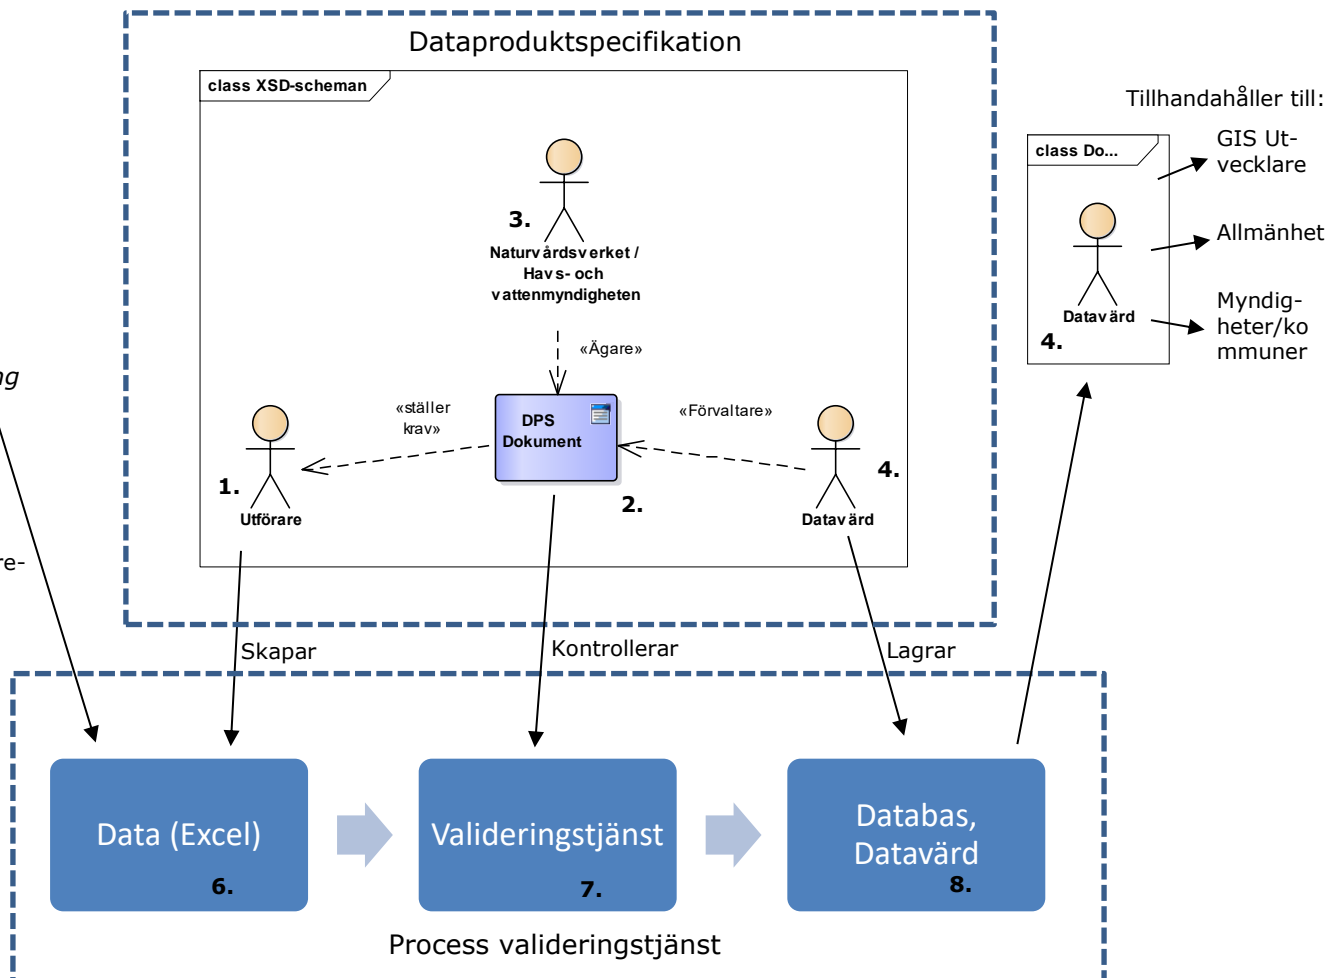 Dataproduktspecifikation
class XSD-scheman
Tillhandahåller till:
GIS Ut-
vecklare
class Do...
3.
Naturvårdsverket /
Havs- och
vattenmyndigheten
Allmänhet
Myndig-
heter/ko
mmuner
Datavärd
4.
«Ägare»
ng
«ställer
krav»
«Förvaltare»
DPS
Dokument
1.
4.
2.
Utförare
Datavärd
re-
Skapar
Kontrollerar
Lagrar
Data (Excel)
6.
Valideringstjänst
7.
Databas,
Datavärd
8.
Process valideringstjänst